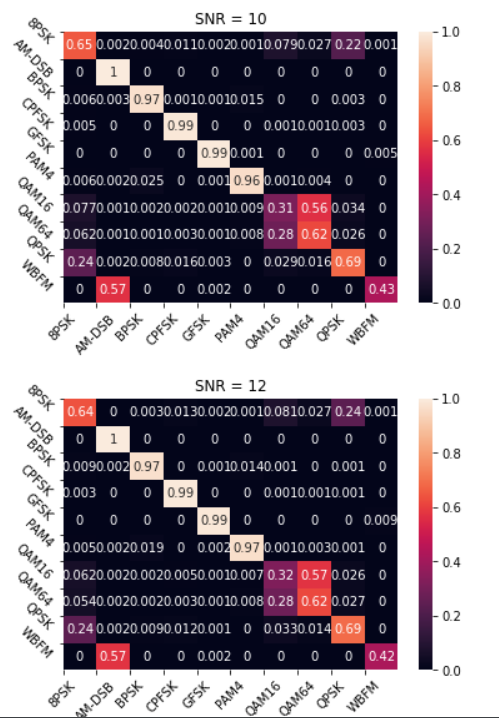 SNR = 10
8PSK 0.65 0.002 0.004 0.011 0.002 0.001 0.079 0.027 0.22 0.001
AM-DSB 0 1 0 0 0 0 0 0 0 0
BPSK 0.006 0.003 0.97 0.001 0.001 0.015 0 0 0.003 0
CPFSK 0.005 0 0 0.99 0 0 0.001 0.001 0.003 0
GFSK 0 0 0 0 0.99 0.001 0 0 0 0.005
PAM4 0.006 0.002 0.025 0 0.001 0.96 0.001 0.004 0 0
QAM16 0.077 0.001 0.002 0.002 0.001 0.009 0.31 0.56 0.034 0
QAM64 0.062 0.001 0.001 0.003 0.001 0.008 0.28 0.62 0.026 0
QPSK 0.24 0.002 0.008 0.016 0.003 0 0.029 0.016 0.69 0
WBFM 0 0.57 0 0 0.002 0 0 0 0 0.43
8PSK AM-DSB BPSK CPFSK GFSK PAM4 QAM16 QAM64 QPSK WBFM
1.0
0.8
0.6
0.4
0.2
0.0
SNR = 12
8PSK 0.64 0 0.003 0.013 0.002 0.001 0.081 0.027 0.24 0.001
AM-DSB 0 1 0 0 0 0 0 0 0 0
BPSK 0.009 0.002 0.97 0 0.001 0.014 0.001 0 0.001 0
CPFSK 0.003 0 0 0.99 0 0 0.001 0.001 0.001 0
GFSK 0 0 0 0 0.99 0 0 0 0 0.009
PAM4 0.005 0.002 0.019 0 0.002 0.97 0.001 0.003 0.001 0
QAM16 0.062 0.002 0.002 0.005 0.001 0.007 0.32 0.57 0.026 0
QAM64 0.054 0.002 0.002 0.003 0.001 0.008 0.28 0.62 0.027 0
QPSK 0.24 0.002 0.009 0.012 0.001 0 0.033 0.014 0.69 0
WBFM 0 0.57 0 0 0.002 0 0 0 0 0.42
8PSK AM-DSB BPSK CPFSK GFSK PAM4 QAM16 QAM64 QPSK WBFM
1.0
0.8
0.6
0.4
0.2
0.0